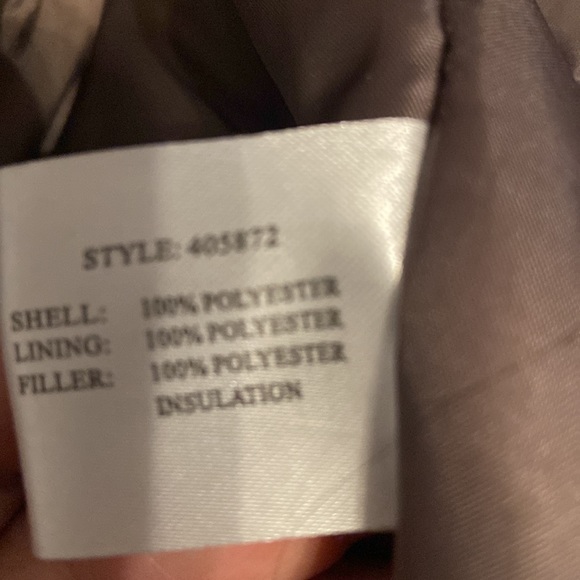 STYLE: 405872
SHELL: 100% POLYESTER
LINING: 100% POLYESTER
FILLER: 100% POLYESTER
INSULATION